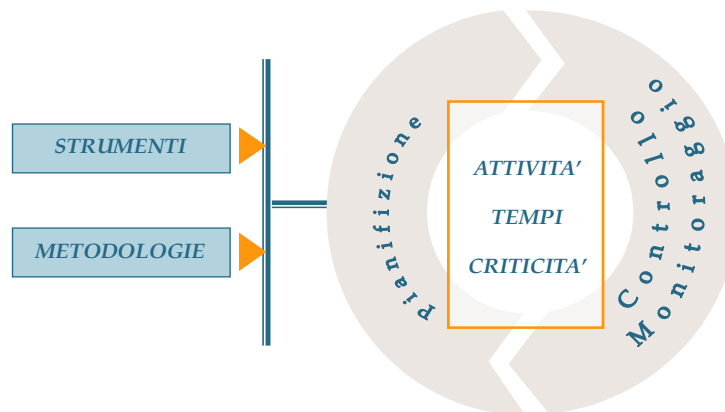 STRUMENTI
METODOLOGIE
Pianifizione
ATTIVITA’
TEMPI
CRITICITA’
Controllo
Monitoraggio